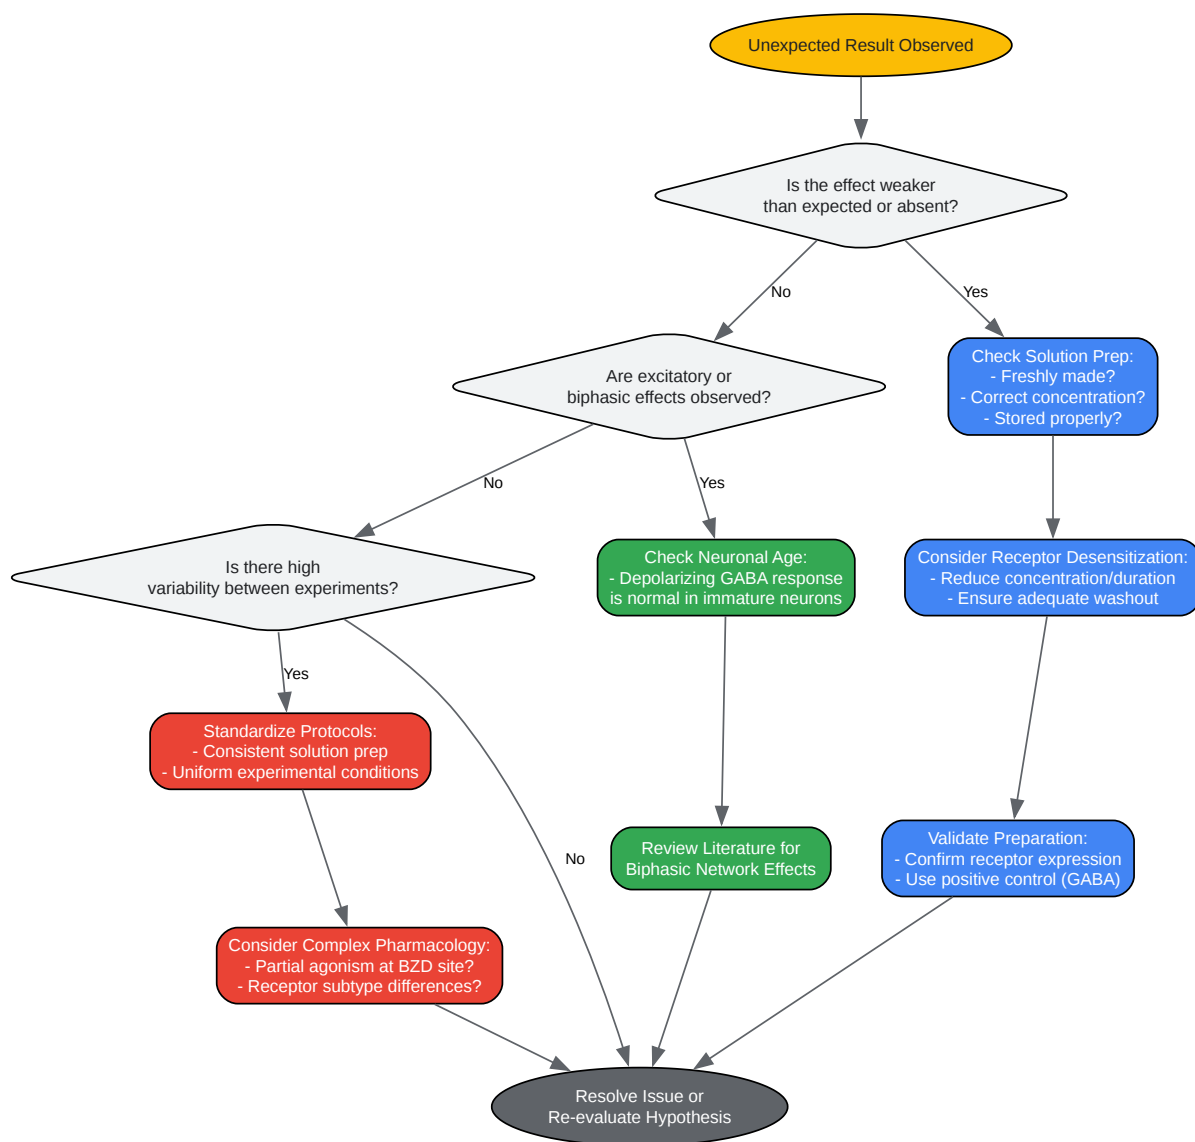 Unexpected Result Observed
Is the effect weaker
than expected or absent?
No
Yes
Are excitatory or
biphasic effects observed?
Check Solution Prep:
- Freshly made?
- Correct concentration?
- Stored properly?
No
Yes
Is there high
variability between experiments?
Check Neuronal Age:
- Depolarizing GABA response
is normal in immature neurons
Consider Receptor Desensitization:
- Reduce concentration/duration
- Ensure adequate washout
Yes
Standardize Protocols:
- Consistent solution prep
- Uniform experimental conditions
No
Review Literature for
Biphasic Network Effects
Validate Preparation:
- Confirm receptor expression
- Use positive control (GABA)
Consider Complex Pharmacology:
- Partial agonism at BZD site?
- Receptor subtype differences?
Resolve Issue or
Re-evaluate Hypothesis